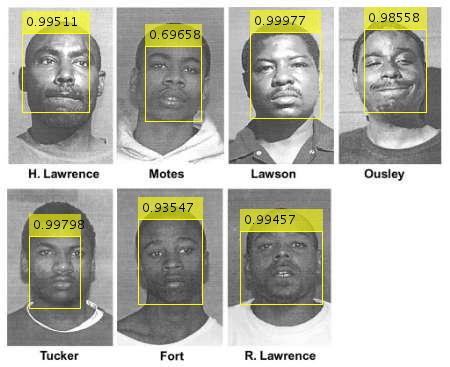 0.99511 0.69658 0.99977 0.98558
H. Lawrence Motes Lawson Ousley
0.99798 0.93547 0.99457
Tucker Fort R. Lawrence